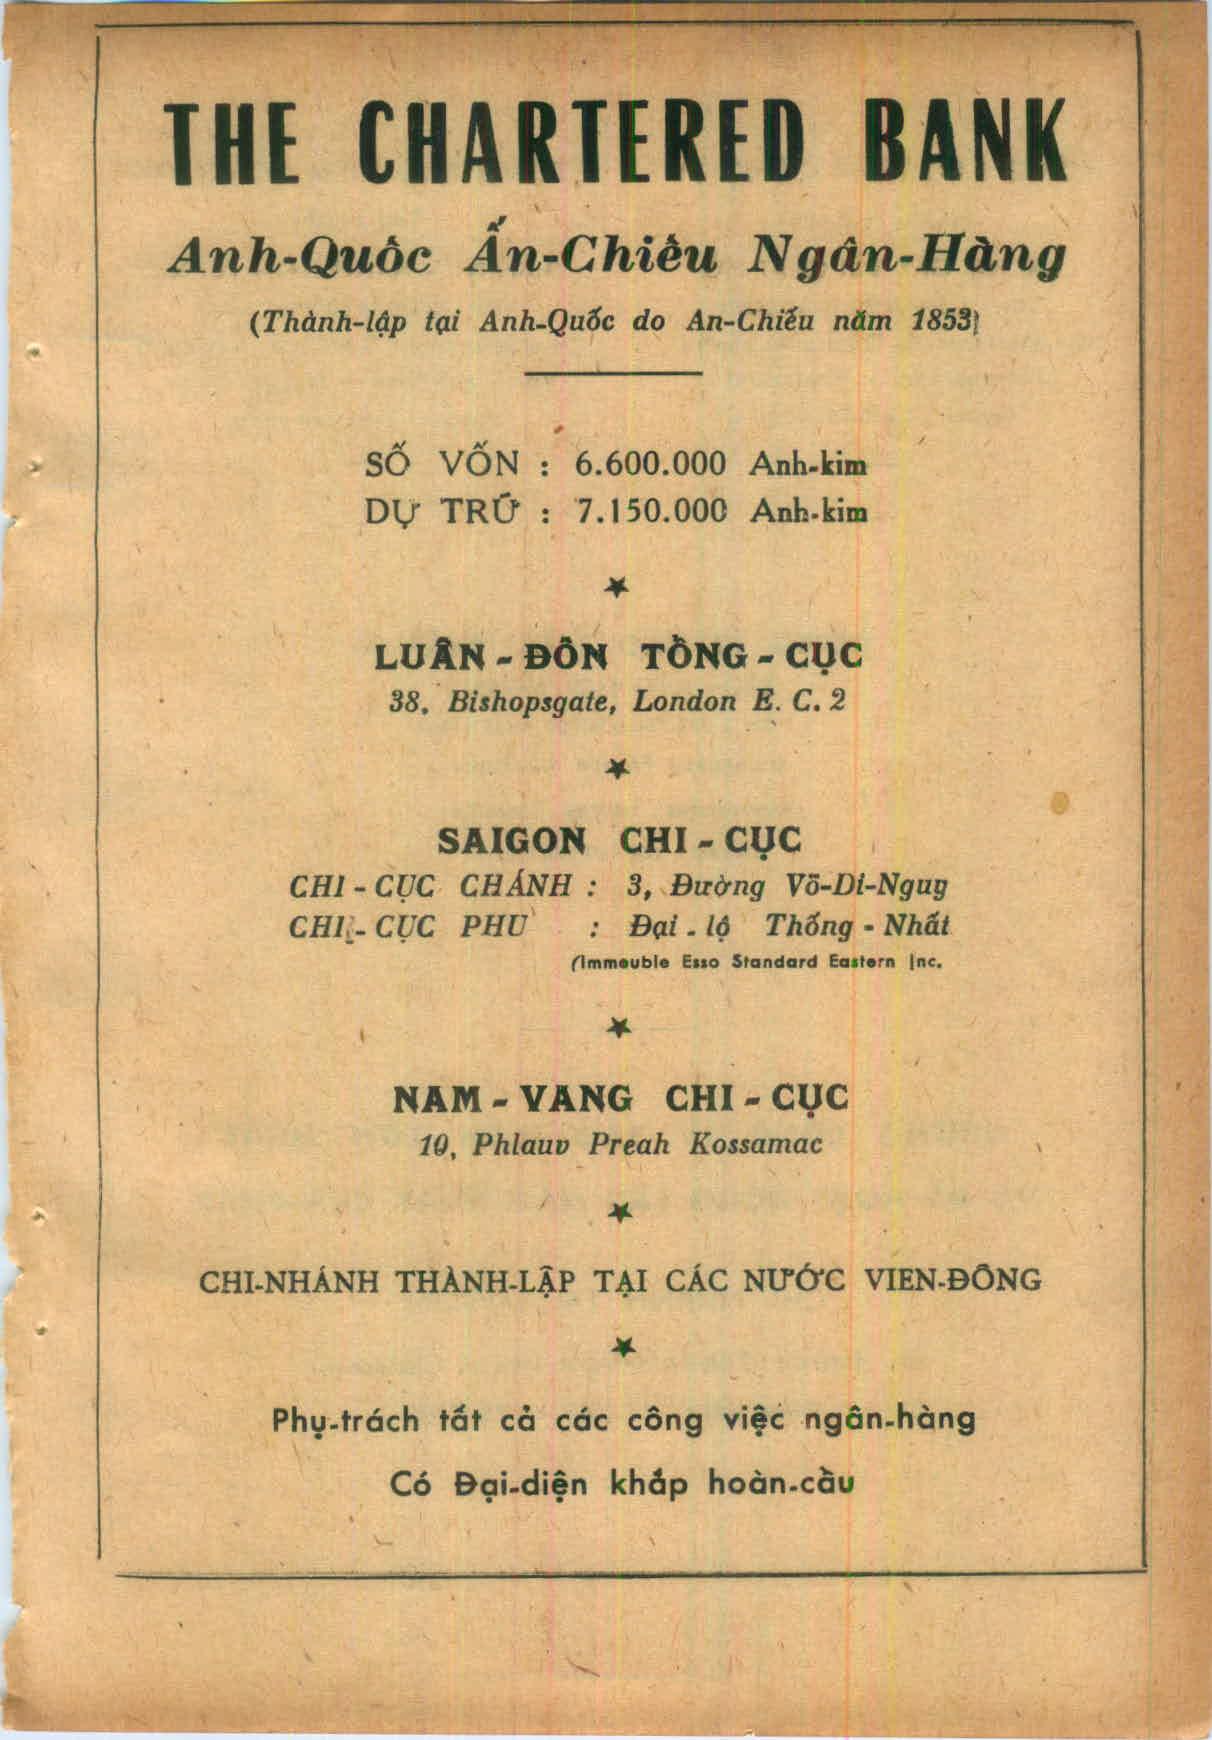 THE CHARTERED BANK
Anh-Quốc Ấn-Chiếu Ngân-Hàng
(Thành-lập tại Anh-Quốc do An-Chiếu năm 1853)
SỐ VỐN : 6.600.000 Anh-kim
DỰ TRỮ : 7.150.000 Anh-kim
LUÂN - ĐÔN TỔNG - CỤC
38, Bishopsgate, London E. C. 2
SAIGON CHI - CỤC
CHI - CỤC CHÁNH : 3, Đường Võ-Di-Nguy
CHI - CỤC PHU : Đại - lộ Thống - Nhất
(Immeuble Esso Standard Eastern Inc.
NAM - VANG CHI - CỤC
10, Phlauv Preah Kossamac
CHI-NHÁNH THÀNH-LẬP TẠI CÁC NƯỚC VIEN-ĐÔNG
Phụ-trách tất cả các công việc ngân-hàng
Có Đại-diện khắp hoàn-cầu